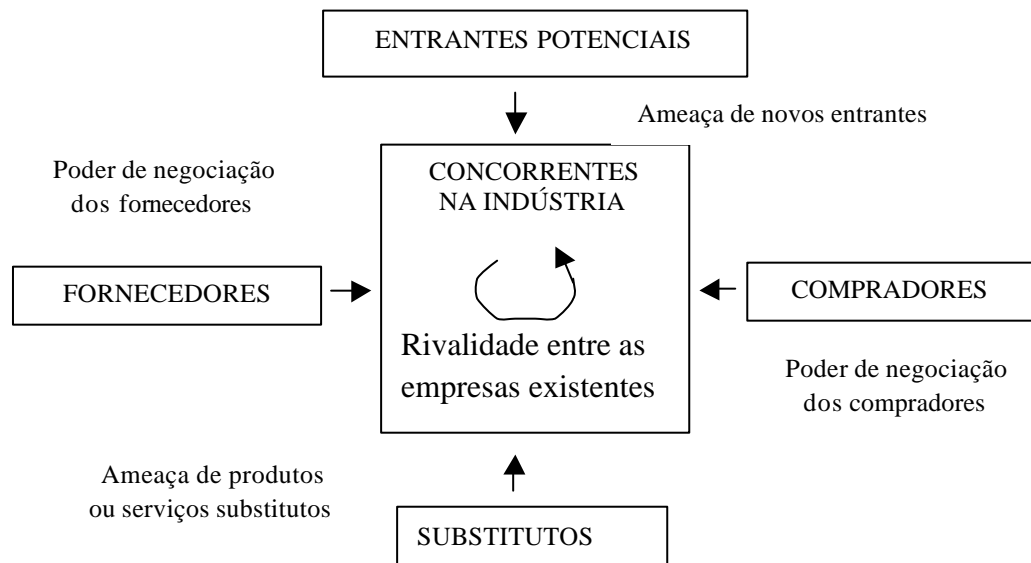 ENTRANTES POTENCIAIS
Ameaça de novos entrantes
Poder de negociação
dos fornecedores
CONCORRENTES
NA INDÚSTRIA
FORNECEDORES
COMPRADORES
Rivalidade entre as
empresas existentes
Poder de negociação
dos compradores
Ameaça de produtos
ou serviços substitutos
SUBSTITUTOS